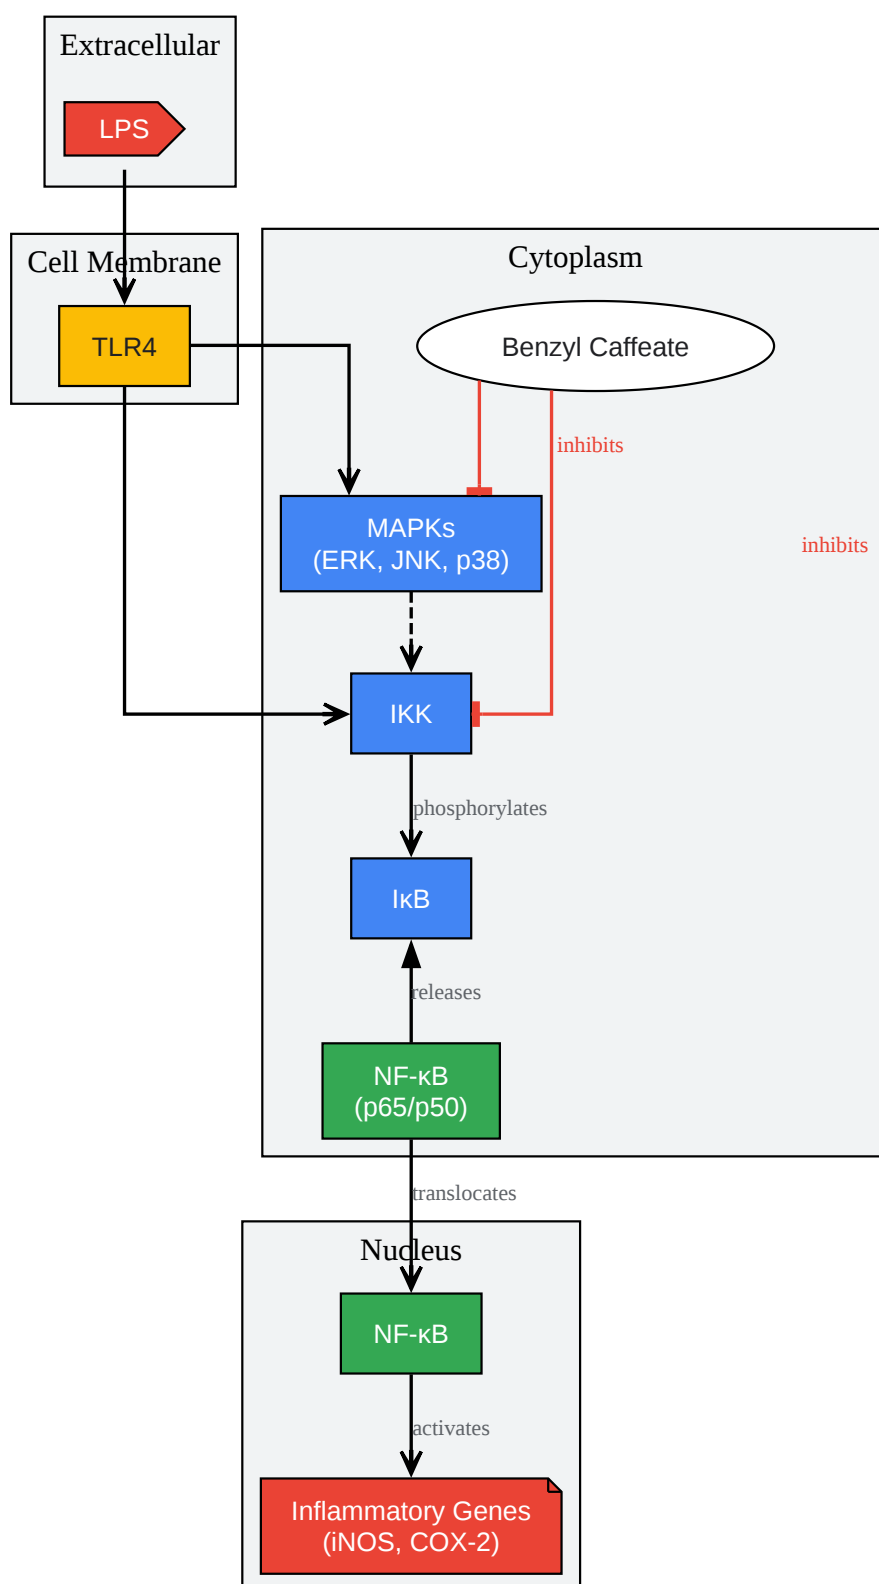 Extracellular
LPS
Cell Membrane
TLR4
Cytoplasm
Benzyl Caffeate
inhibits
inhibits
MAPKs
(ERK, JNK, p38)
IKK
phosphorylates
IκB
releases
NF-κB
(p65/p50)
translocates
Nucleus
NF-κB
activates
Inflammatory Genes
(iNOS, COX-2)